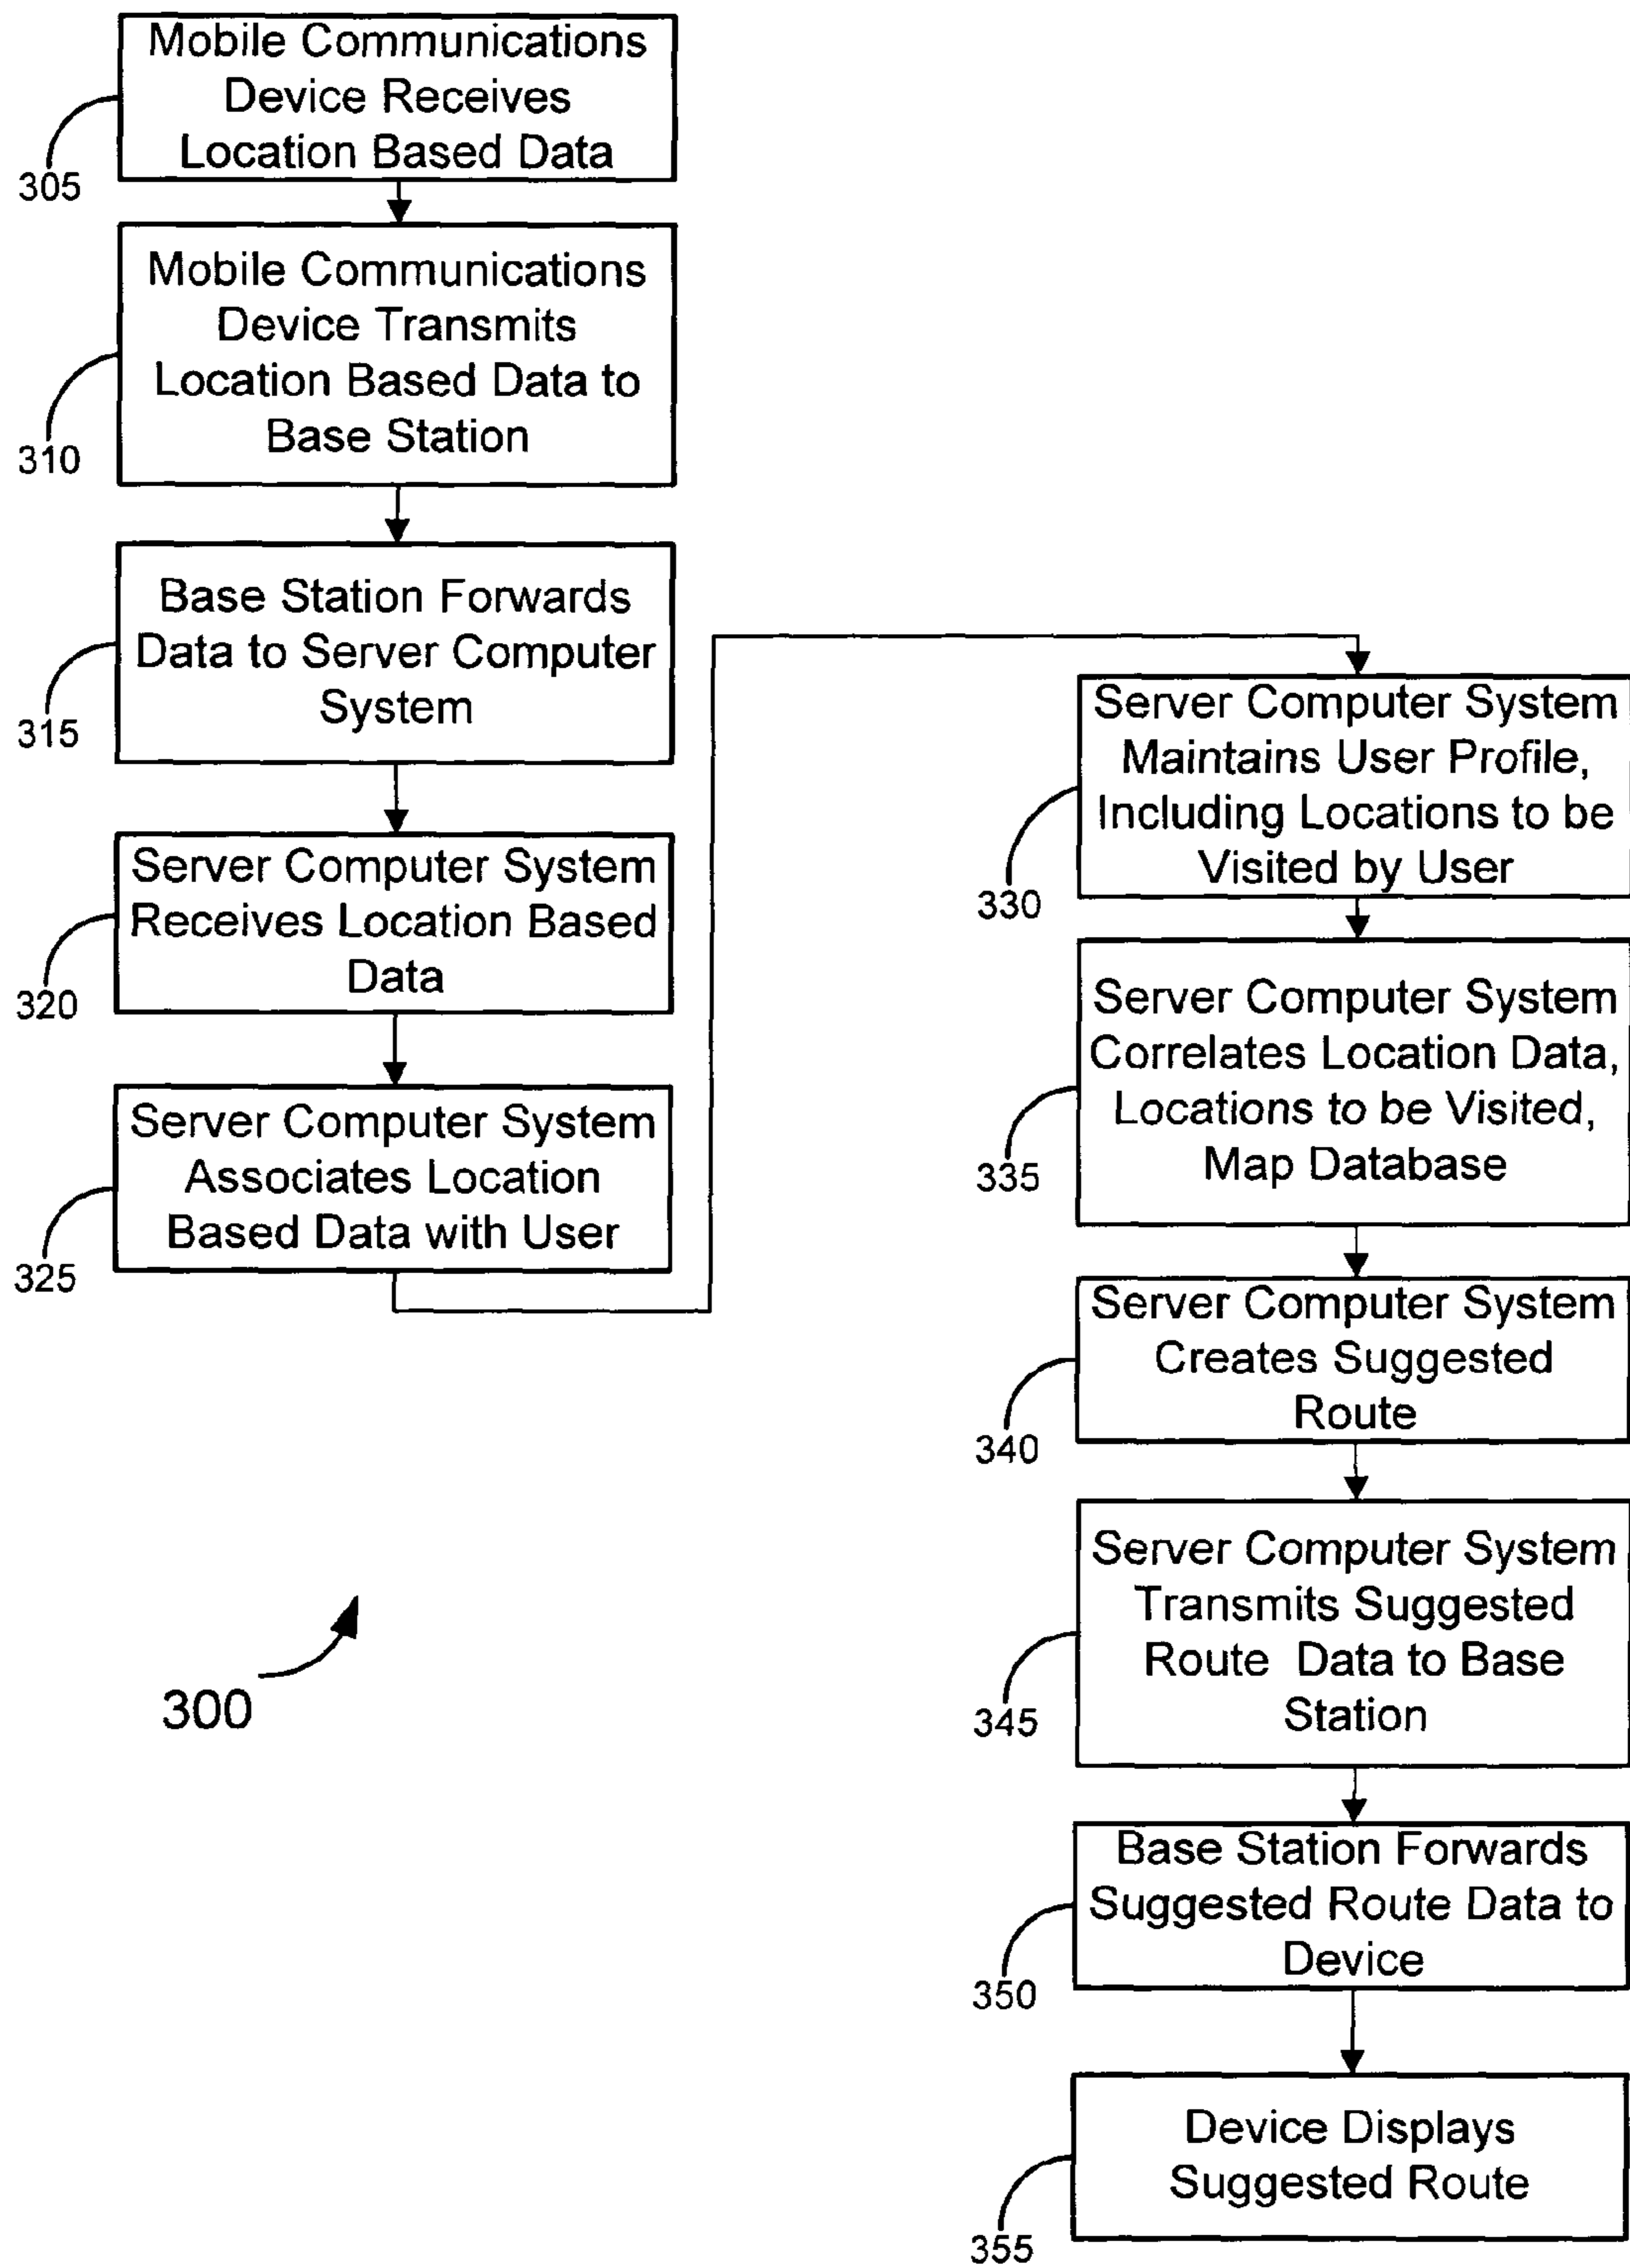 Mobile Communications
Device Receives
Location Based Data
305
Mobile Communications
Device Transmits
Location Based Data to
Base Station
310
Base Station Forwards
Data to Server Computer
System
315
Server Computer System
Receives Location Based
Data
320
Server Computer System
Associates Location
Based Data with User
325
Server Computer System
Maintains User Profile,
Including Locations to be
Visited by User
330
Server Computer System
Correlates Location Data,
Locations to be Visited,
Map Database
335
Server Computer System
Creates Suggested
Route
340
Server Computer System
Transmits Suggested
Route Data to Base
Station
345
Base Station Forwards
Suggested Route Data to
Device
350
Device Displays
Suggested Route
355
300